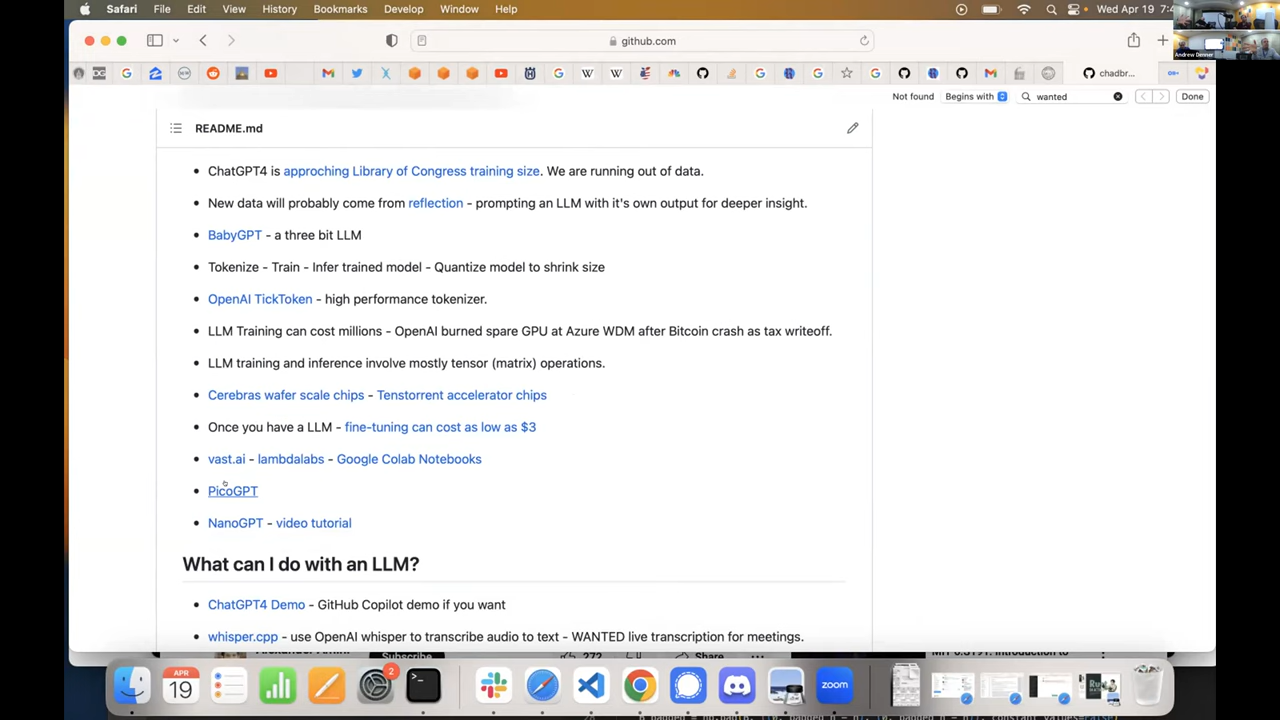 Safari File Edit View History Bookmarks Develop Window Help Wed Apr 19 7:4
github.com
chadbr...
Andrew Denner
Not found Begins with wanted Done
README.md
ChatGPT4 is approching Library of Congress training size. We are running out of data.
New data will probably come from reflection - prompting an LLM with it's own output for deeper insight.
BabyGPT - a three bit LLM
Tokenize - Train - Infer trained model - Quantize model to shrink size
OpenAI TickToken - high performance tokenizer.
LLM Training can cost millions - OpenAI burned spare GPU at Azure WDM after Bitcoin crash as tax writeoff.
LLM training and inference involve mostly tensor (matrix) operations.
Cerebras wafer scale chips - Tenstorrent accelerator chips
Once you have a LLM - fine-tuning can cost as low as $3
vast.ai - lambdalabs - Google Colab Notebooks
PicoGPT
NanoGPT - video tutorial
What can I do with an LLM?
ChatGPT4 Demo - GitHub Copilot demo if you want
whisper.cpp - use OpenAI whisper to transcribe audio to text - WANTED live transcription for meetings.
APR
19
2
zoom